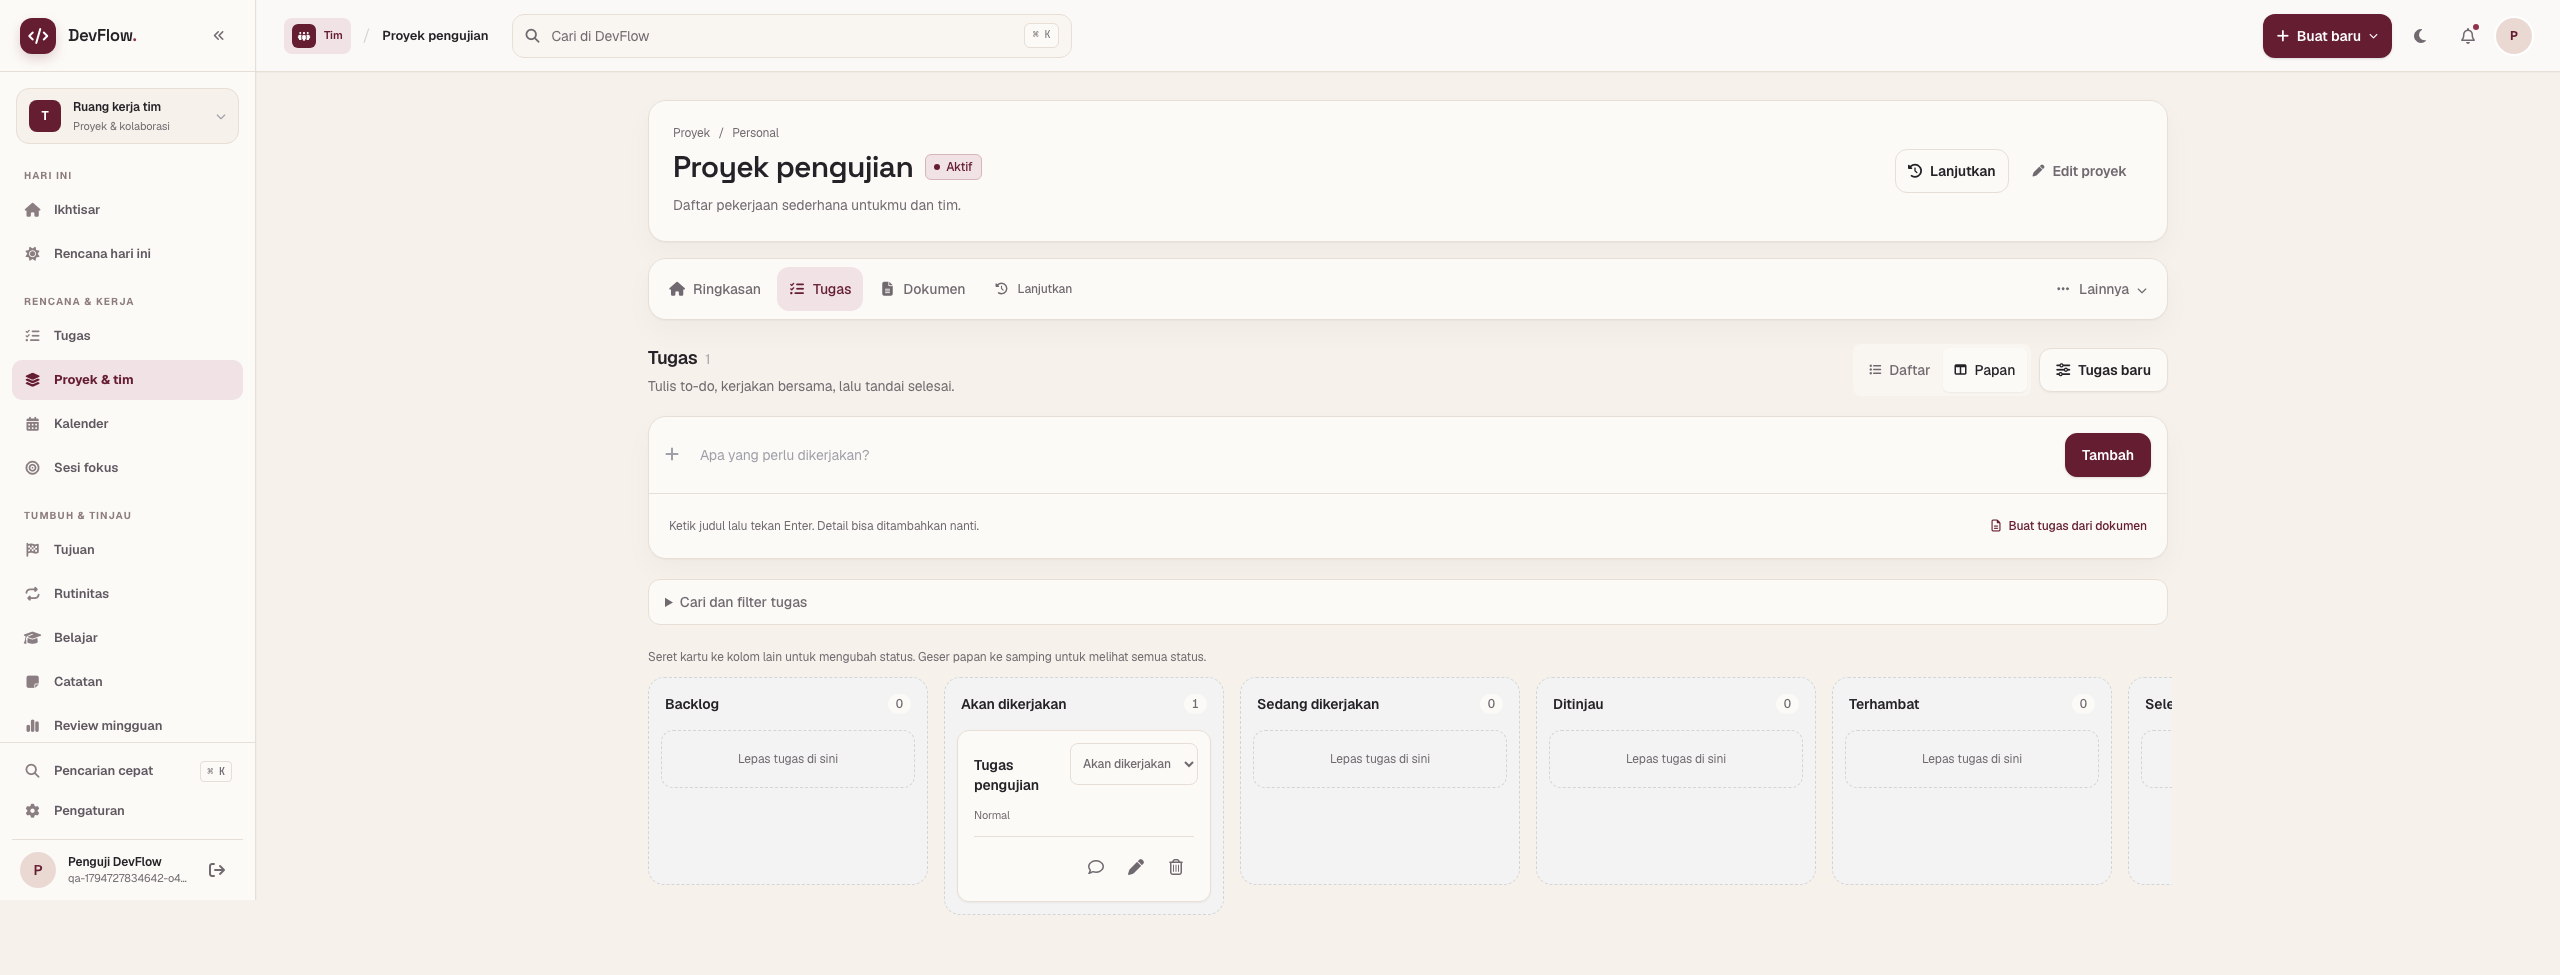 DevFlow.
Tim / Proyek pengujian
Cari di DevFlow
⌘ K
Buat baru
P
T
Ruang kerja tim
Proyek & kolaborasi
HARI INI
Ikhtisar
Rencana hari ini
RENCANA & KERJA
Tugas
Proyek & tim
Kalender
Sesi fokus
TUMBUH & TINJAU
Tujuan
Rutinitas
Belajar
Catatan
Review mingguan
Pencarian cepat
⌘ K
Pengaturan
P
Penguji DevFlow
qa-1794727834642-o4...
Proyek / Personal
Proyek pengujian
Aktif
Daftar pekerjaan sederhana untukmu dan tim.
Lanjutkan
Edit proyek
Ringkasan
Tugas
Dokumen
Lanjutkan
Lainnya
Tugas 1
Tulis to-do, kerjakan bersama, lalu tandai selesai.
Daftar
Papan
Tugas baru
Apa yang perlu dikerjakan?
Tambah
Ketik judul lalu tekan Enter. Detail bisa ditambahkan nanti.
Buat tugas dari dokumen
Cari dan filter tugas
Seret kartu ke kolom lain untuk mengubah status. Geser papan ke samping untuk melihat semua status.
Backlog 0
Lepas tugas di sini
Akan dikerjakan 1
Tugas pengujian
Akan dikerjakan
Normal
Sedang dikerjakan 0
Lepas tugas di sini
Ditinjau 0
Lepas tugas di sini
Terhambat 0
Lepas tugas di sini
Sele